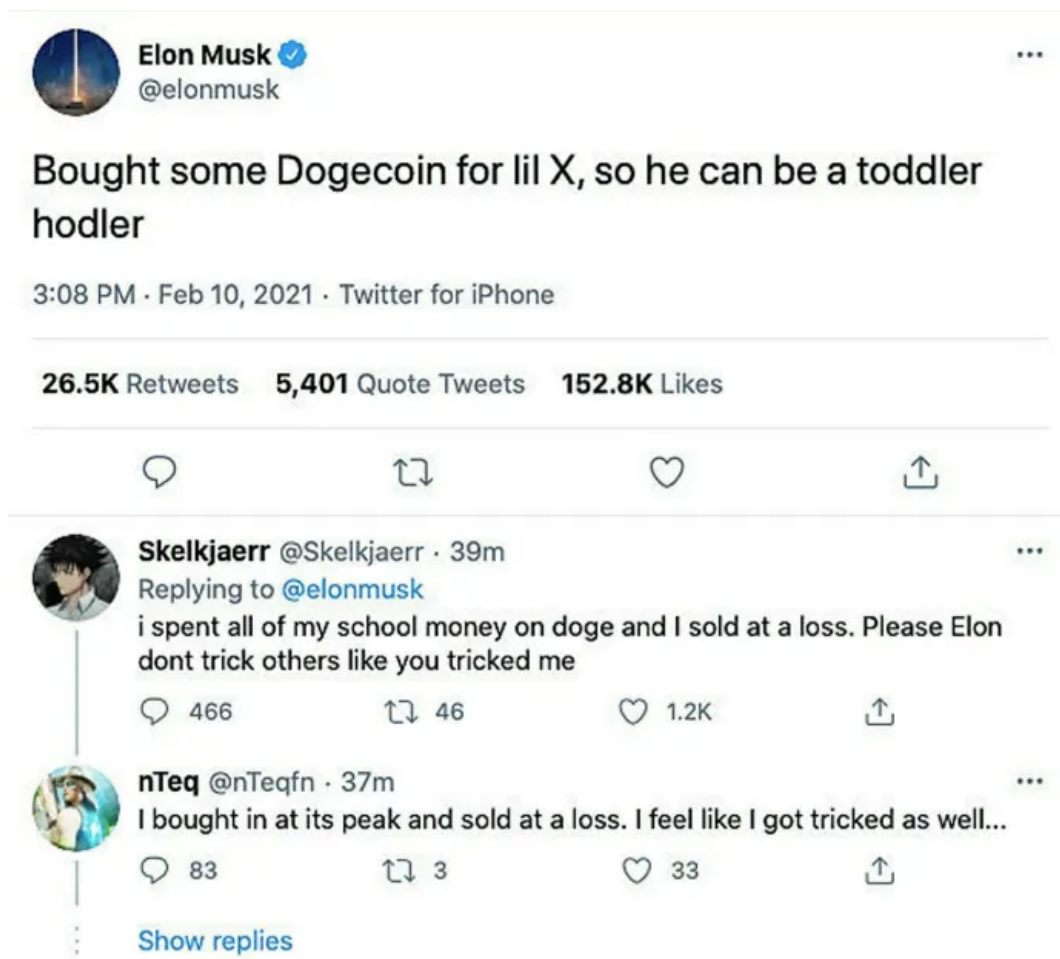 Elon Musk
@elonmusk
Bought some Dogecoin for lil X, so he can be a toddler
hodler
3:08 PM · Feb 10, 2021 · Twitter for iPhone
26.5K Retweets 5,401 Quote Tweets 152.8K Likes
Skelkjaerr @Skelkjaerr · 39m
Replying to @elonmusk
i spent all of my school money on doge and I sold at a loss. Please Elon
dont trick others like you tricked me
466 46 1.2K
nTeq @nTeqfn · 37m
I bought in at its peak and sold at a loss. I feel like I got tricked as well...
83 3 33
Show replies